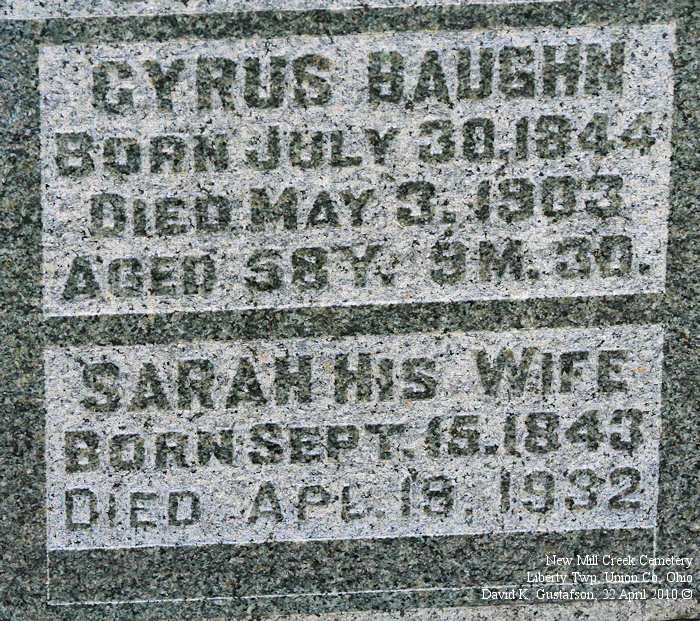 CYRUS BAUGHN
BORN JULY 30, 1844
DIED MAY 3, 1903
AGED 58Y. 9M. 3D.
SARAH HIS WIFE
BORN SEPT. 15, 1843
DIED APL. 19, 1932
New Mill Creek Cemetery
Liberty Twp. Union Co. Ohio
David K. Gustafson, 22 April 2010 ©